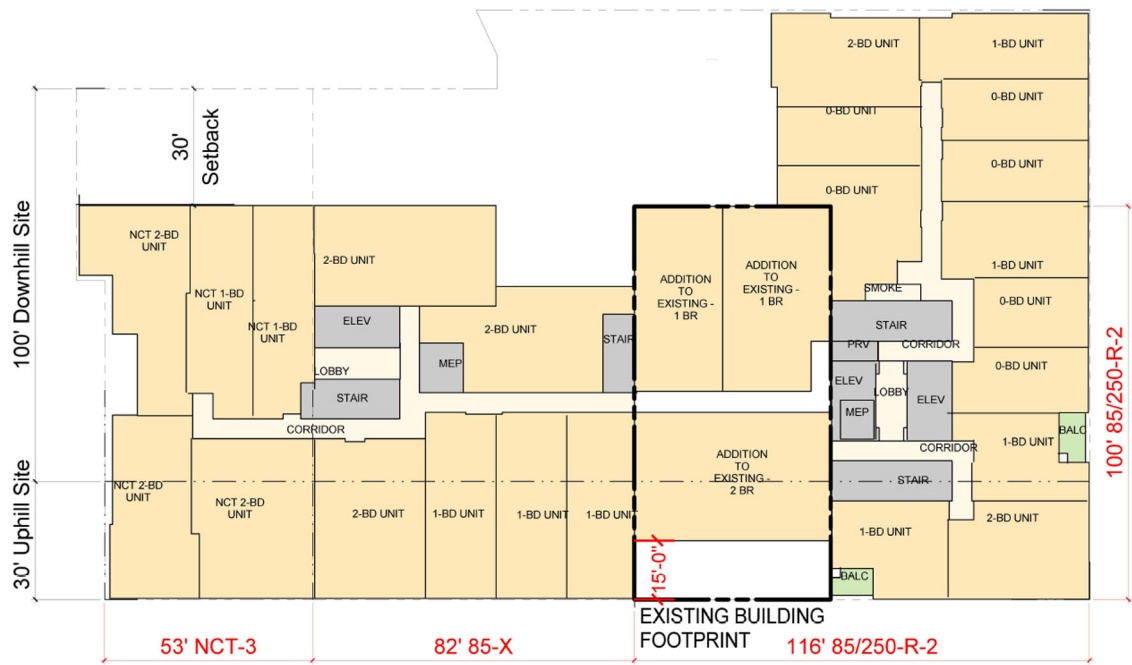 2-BD UNIT
1-BD UNIT
0-BD UNIT
0-BD UNIT
0-BD UNIT
0-BD UNIT
0-BD UNIT
1-BD UNIT
0-BD UNIT
0-BD UNIT
1-BD UNIT
BALC
2-BD UNIT
1-BD UNIT
BALC
SMOKE
STAIR
PRV
CORRIDOR
ELEV
LOBBY
ELEV
MEP
CORRIDOR
STAIR
30'
Setback
100' Downhill Site
30' Uphill Site
NCT 2-BD
UNIT
NCT 1-BD
UNIT
NCT 1-BD
UNIT
2-BD UNIT
ELEV
LOBBY
STAIR
CORRIDOR
MEP
2-BD UNIT
STAIR
ADDITION
TO
EXISTING -
1 BR
ADDITION
TO
EXISTING -
1 BR
ADDITION
TO
EXISTING -
2 BR
NCT 2-BD
UNIT
NCT 2-BD
UNIT
2-BD UNIT
1-BD UNIT
1-BD UNIT
1-BD UNIT
15'-0"
EXISTING BUILDING
FOOTPRINT
100' 85/250-R-2
53' NCT-3
82' 85-X
116' 85/250-R-2